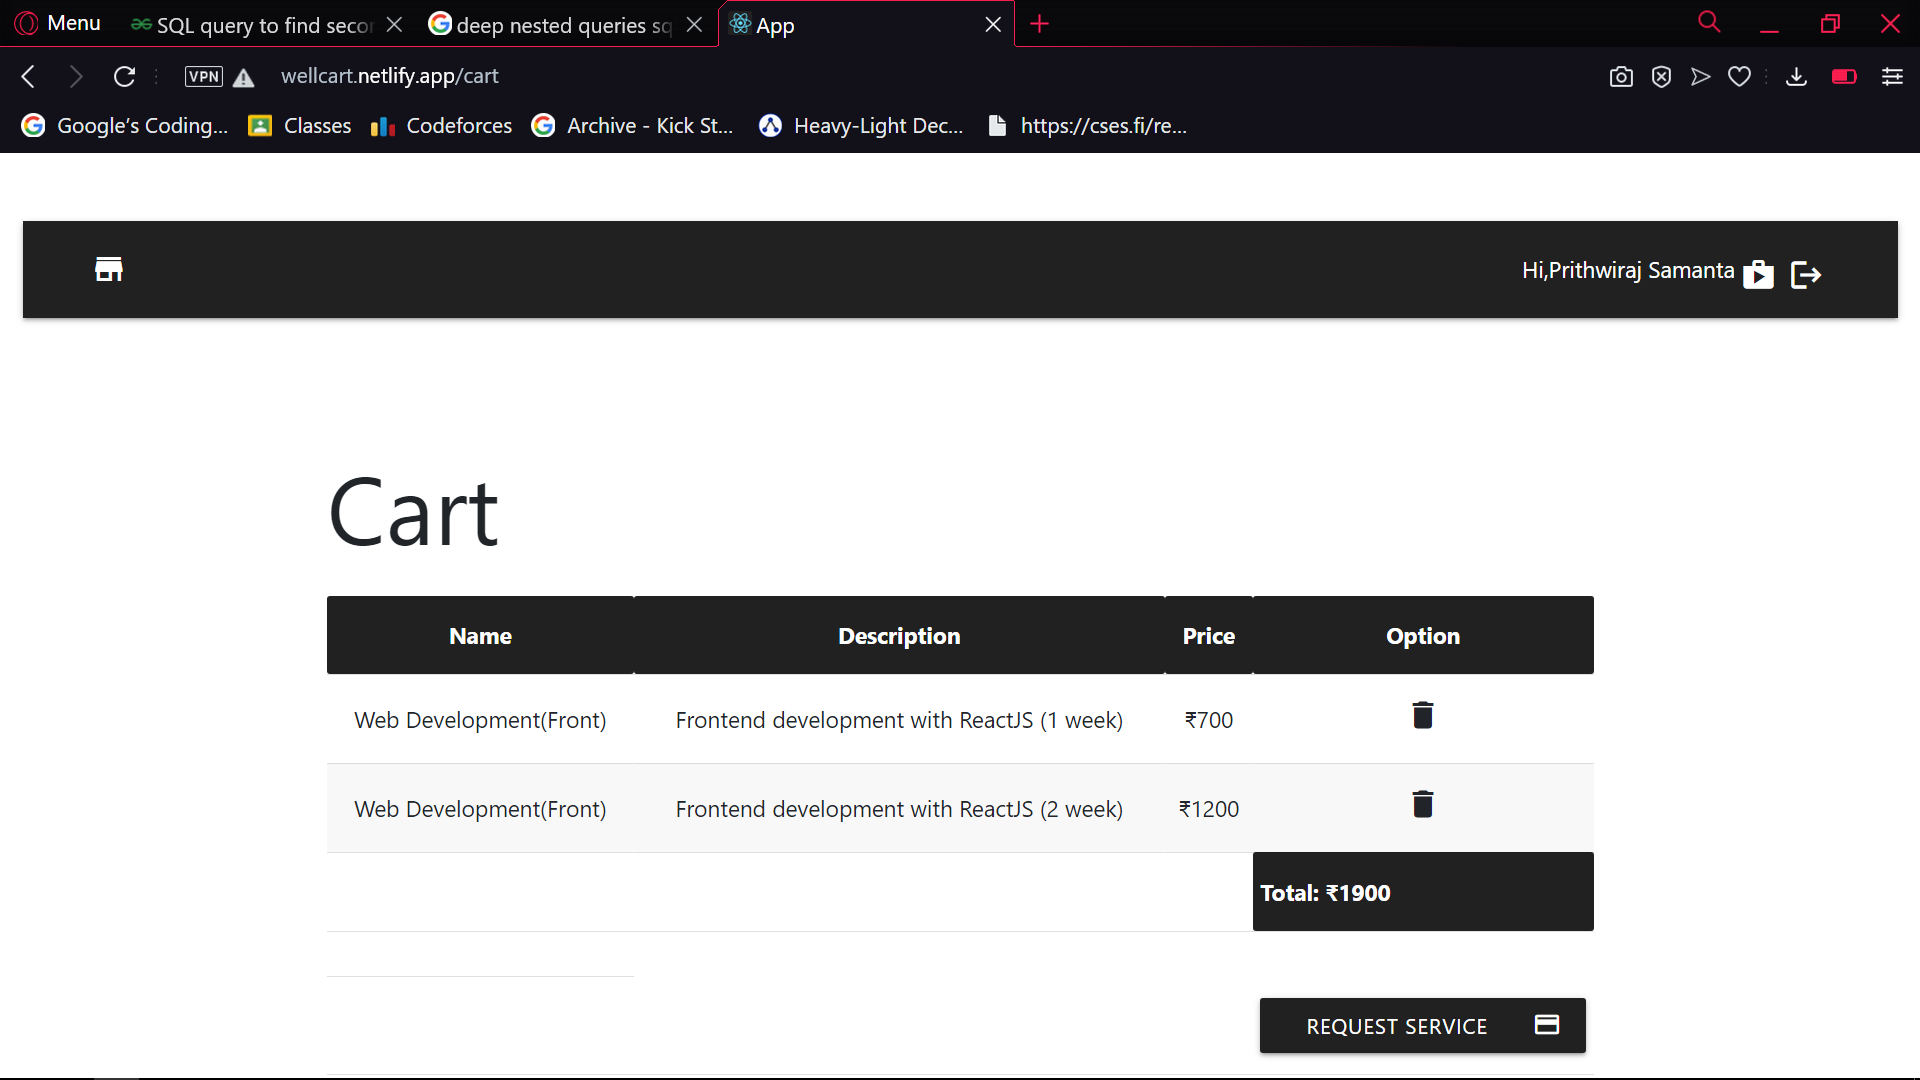 Menu
SQL query to find secon
deep nested queries sq
App
VPN
wellcart.netlify.app/cart
Google's Coding...
Classes
Codeforces
Archive - Kick St...
Heavy-Light Dec...
https://cses.fi/re...
Hi,Prithwiraj Samanta
Cart
Name Description Price Option
Web Development(Front) Frontend development with ReactJS (1 week) ₹700
Web Development(Front) Frontend development with ReactJS (2 week) ₹1200
Total: ₹1900
REQUEST SERVICE